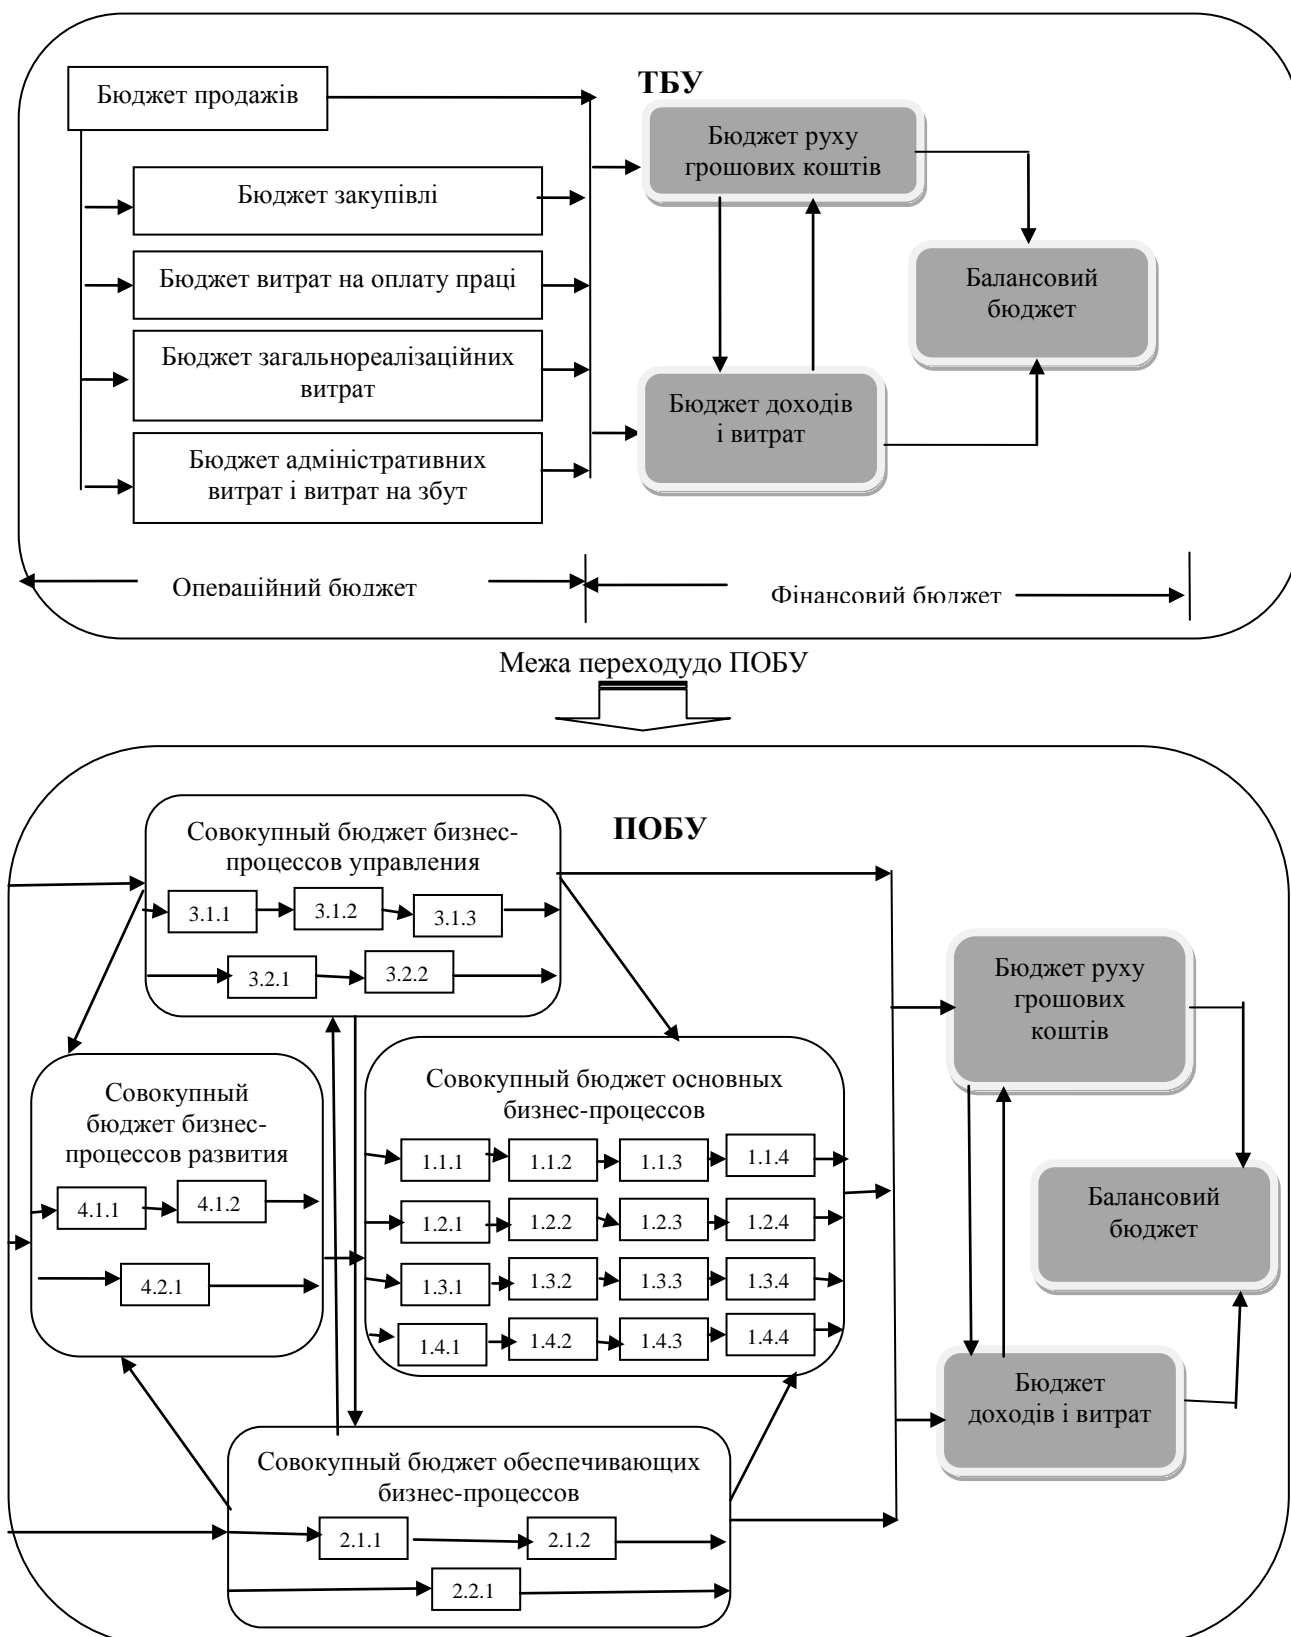 ТБУ
Бюджет продажів
Бюджет закупівлі
Бюджет витрат на оплату праці
Бюджет загальнореалізаційних
витрат
Бюджет адміністративних
витрат і витрат на збут
Бюджет руху
грошових коштів
Бюджет доходів
і витрат
Балансовий
бюджет
Операційний бюджет
Фінансовий бюджет
Межа переходудо ПОБУ
ПОБУ
Совокупный бюджет бизнес-
процессов управления
3.1.1
3.1.2
3.1.3
3.2.1
3.2.2
Совокупный
бюджет бизнес-
процессов развития
4.1.1
4.1.2
4.2.1
Совокупный бюджет основных
бизнес-процессов
1.1.1
1.1.2
1.1.3
1.1.4
1.2.1
1.2.2
1.2.3
1.2.4
1.3.1
1.3.2
1.3.3
1.3.4
1.4.1
1.4.2
1.4.3
1.4.4
Совокупный бюджет обеспечивающих
бизнес-процессов
2.1.1
2.1.2
2.2.1
Бюджет руху
грошових
коштів
Балансовий
бюджет
Бюджет
доходів і витрат